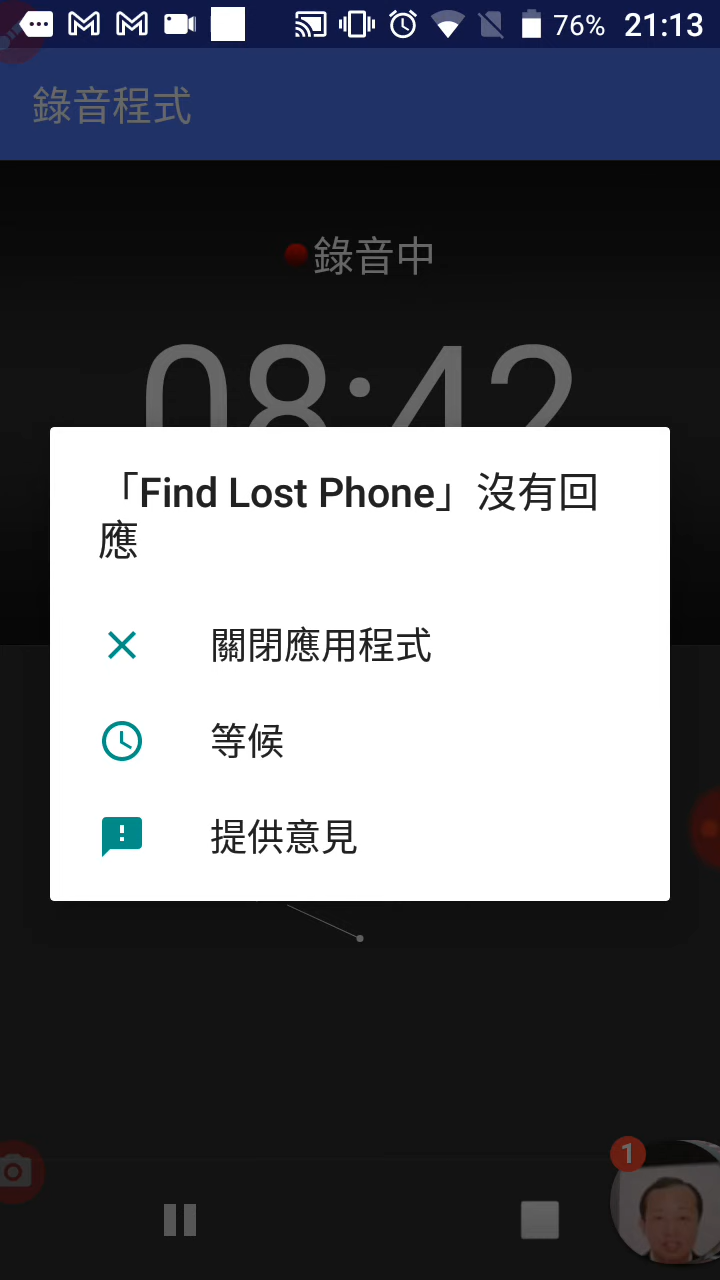 76% 21:13
錄音程式
錄音中
08:42
「Find Lost Phone」沒有回
應
關閉應用程式
等候
提供意見
1